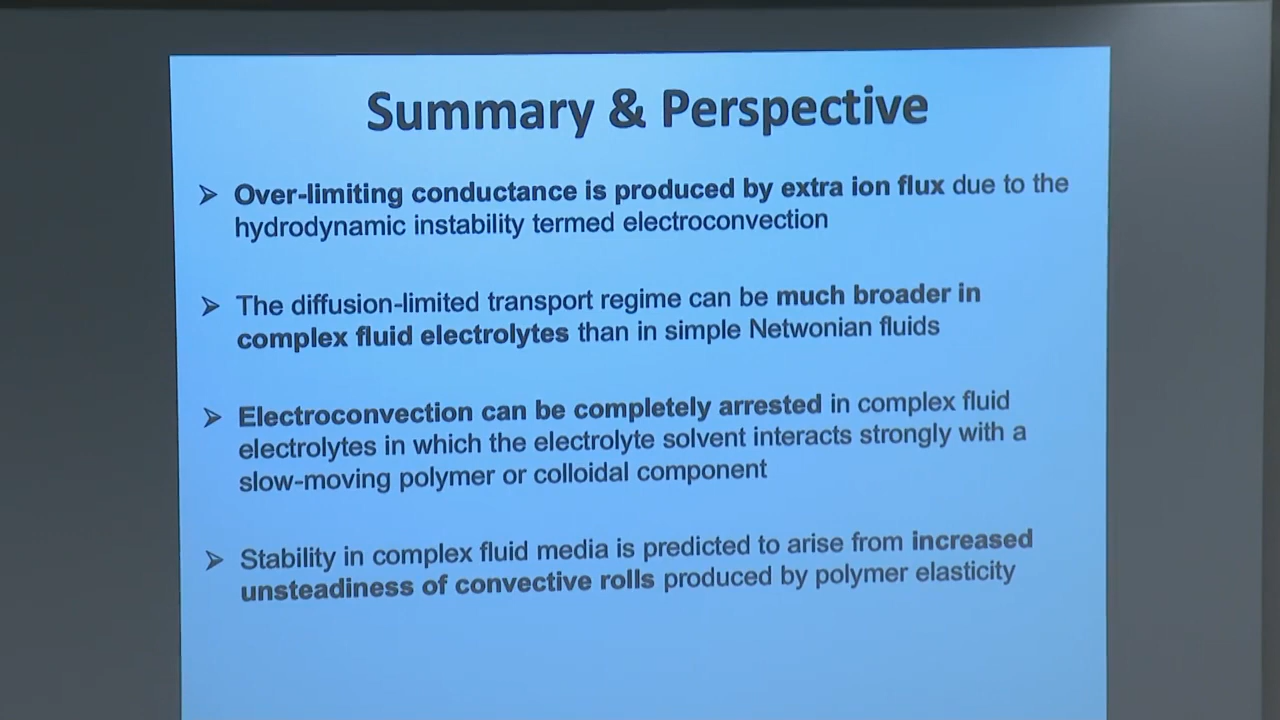 Summary & Perspective
➢ Over-limiting conductance is produced by extra ion flux due to the
hydrodynamic instability termed electroconvection
➢ The diffusion-limited transport regime can be much broader in
complex fluid electrolytes than in simple Netwonian fluids
➢ Electroconvection can be completely arrested in complex fluid
electrolytes in which the electrolyte solvent interacts strongly with a
slow-moving polymer or colloidal component
➢ Stability in complex fluid media is predicted to arise from increased
unsteadiness of convective rolls produced by polymer elasticity